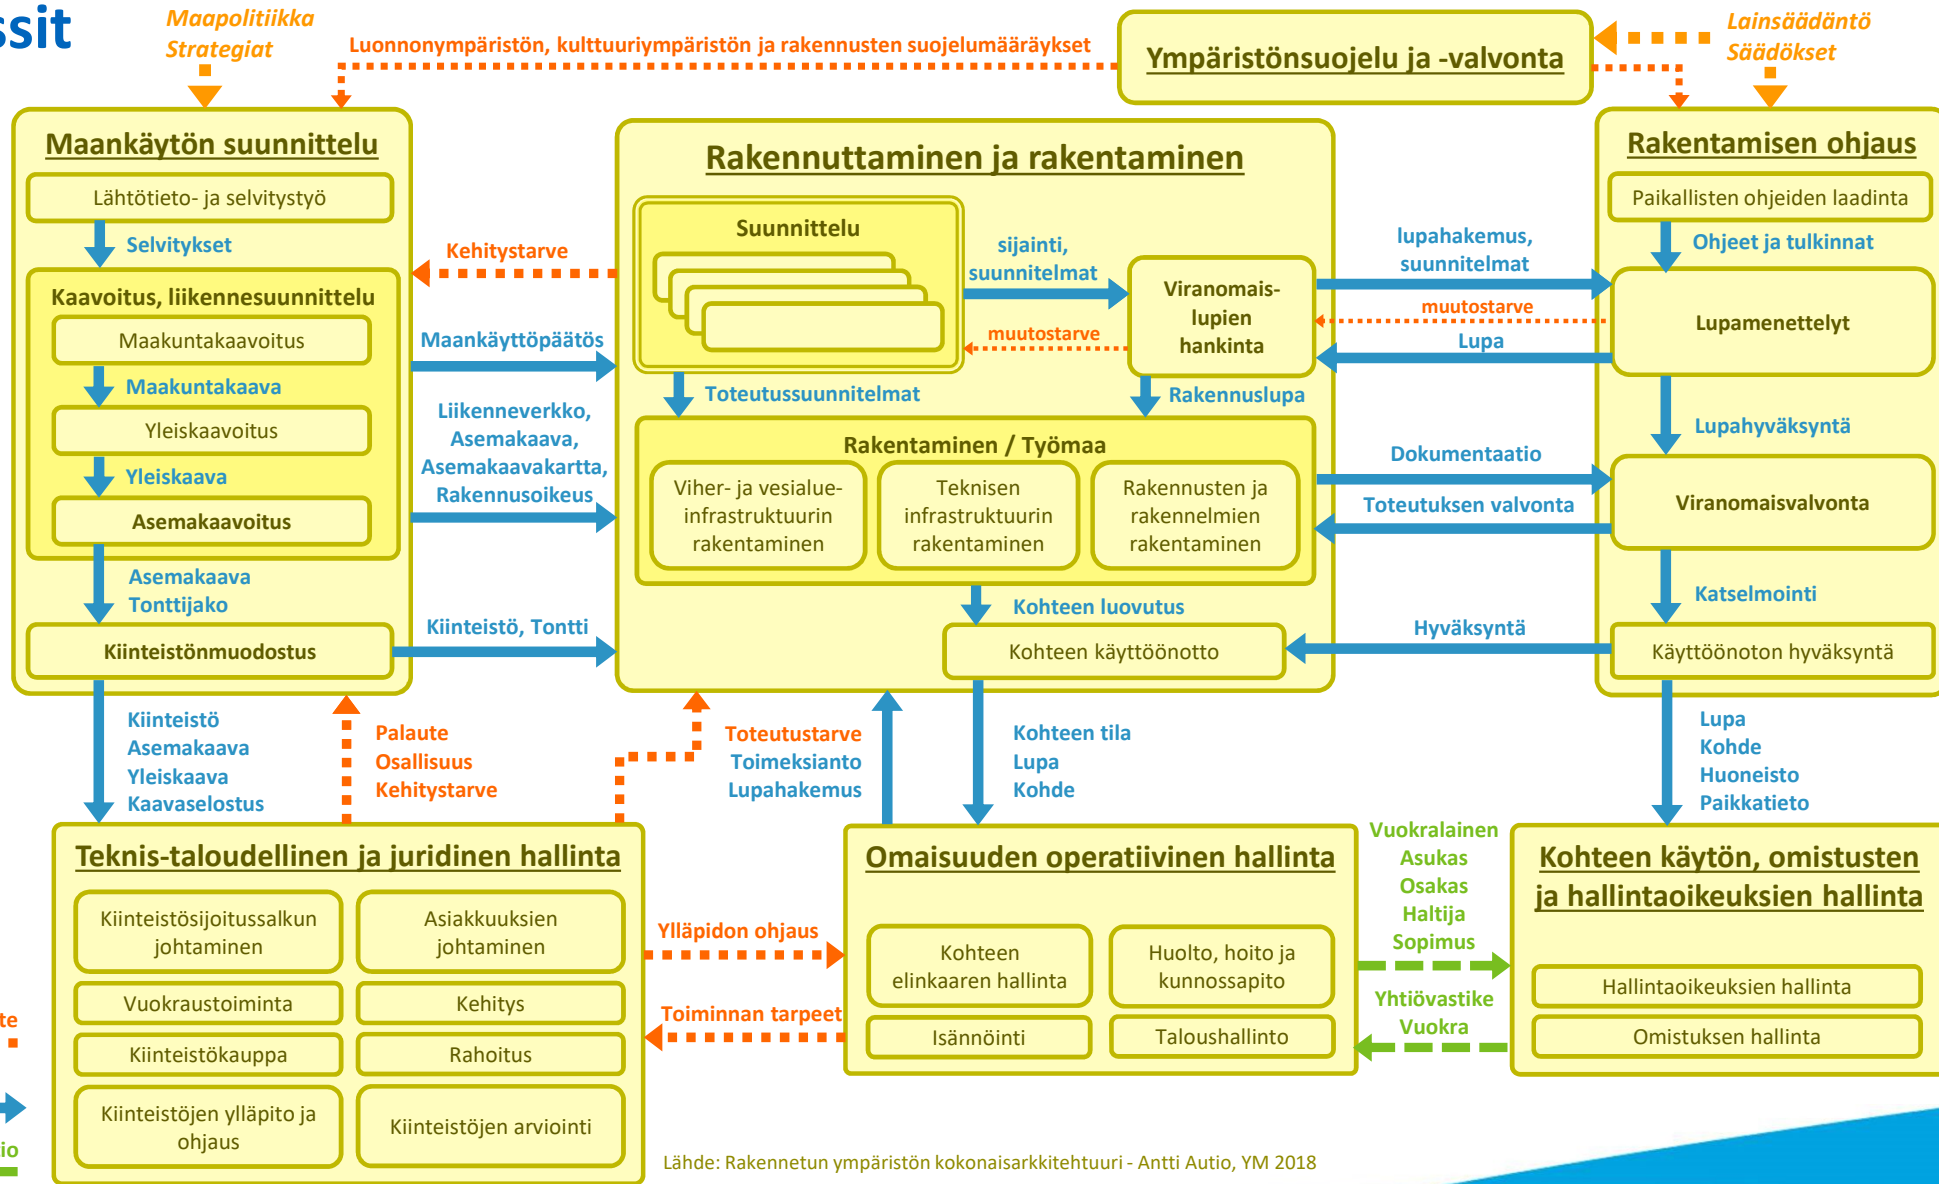 ssit
Maapolitiikka
Strategiat
Luonnonympäristön, kulttuuriympäristön ja rakennusten suojelumääräykset
Ympäristönsuojelu ja -valvonta
Lainsäädäntö
Säädökset
Maankäytön suunnittelu
Lähtötieto- ja selvitystyö
Selvitykset
Kaavoitus, liikennesuunnittelu
Maakuntakaavoitus
Maakuntakaava
Yleiskaavoitus
Yleiskaava
Asemakaavoitus
Asemakaava
Tonttijako
Kiinteistönmuodostus
Kehitystarve
Maankäyttöpäätös
Liikenneverkko,
Asemakaava,
Asemakaavakartta,
Rakennusoikeus
Kiinteistö, Tontti
Rakennuttaminen ja rakentaminen
Suunnittelu
sijainti,
suunnitelmat
muutostarve
Viranomais-
lupien
hankinta
Toteutussuunnitelmat
Rakennuslupa
Rakentaminen / Työmaa
Viher- ja vesialue-
infrastruktuurin
rakentaminen
Teknisen
infrastruktuurin
rakentaminen
Rakennusten ja
rakennelmien
rakentaminen
Kohteen luovutus
Kohteen käyttöönotto
lupahakemus,
suunnitelmat
muutostarve
Lupa
Dokumentaatio
Toteutuksen valvonta
Hyväksyntä
Rakentamisen ohjaus
Paikallisten ohjeiden laadinta
Ohjeet ja tulkinnat
Lupamenettelyt
Lupahyväksyntä
Viranomaisvalvonta
Katselmointi
Käyttöönoton hyväksyntä
Kiinteistö
Asemakaava
Yleiskaava
Kaavaselostus
Palaute
Osallisuus
Kehitystarve
Toteutustarve
Toimeksianto
Lupahakemus
Kohteen tila
Lupa
Kohde
Lupa
Kohde
Huoneisto
Paikkatieto
Teknis-taloudellinen ja juridinen hallinta
Kiinteistösijoitussalkun
johtaminen
Asiakkuuksien
johtaminen
Vuokraustoiminta
Kehitys
Kiinteistökauppa
Rahoitus
Kiinteistöjen ylläpito ja
ohjaus
Kiinteistöjen arviointi
Ylläpidon ohjaus
Toiminnan tarpeet
Omaisuuden operatiivinen hallinta
Kohteen
elinkaaren hallinta
Huolto, hoito ja
kunnossapito
Isännöinti
Taloushallinto
Vuokralainen
Asukas
Osakas
Haltija
Sopimus
Yhtiövastike
Vuokra
Kohteen käytön, omistusten
ja hallintaoikeuksien hallinta
Hallintaoikeuksien hallinta
Omistuksen hallinta
te
tio
Lähde: Rakennetun ympäristön kokonaisarkkitehtuuri - Antti Autio, YM 2018